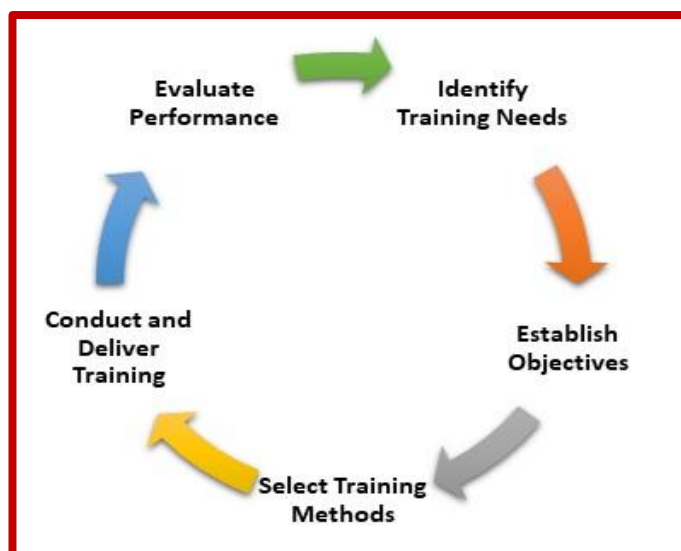 Evaluate
Performance
Identify
Training Needs
Establish
Objectives
Select Training
Methods
Conduct and
Deliver
Training